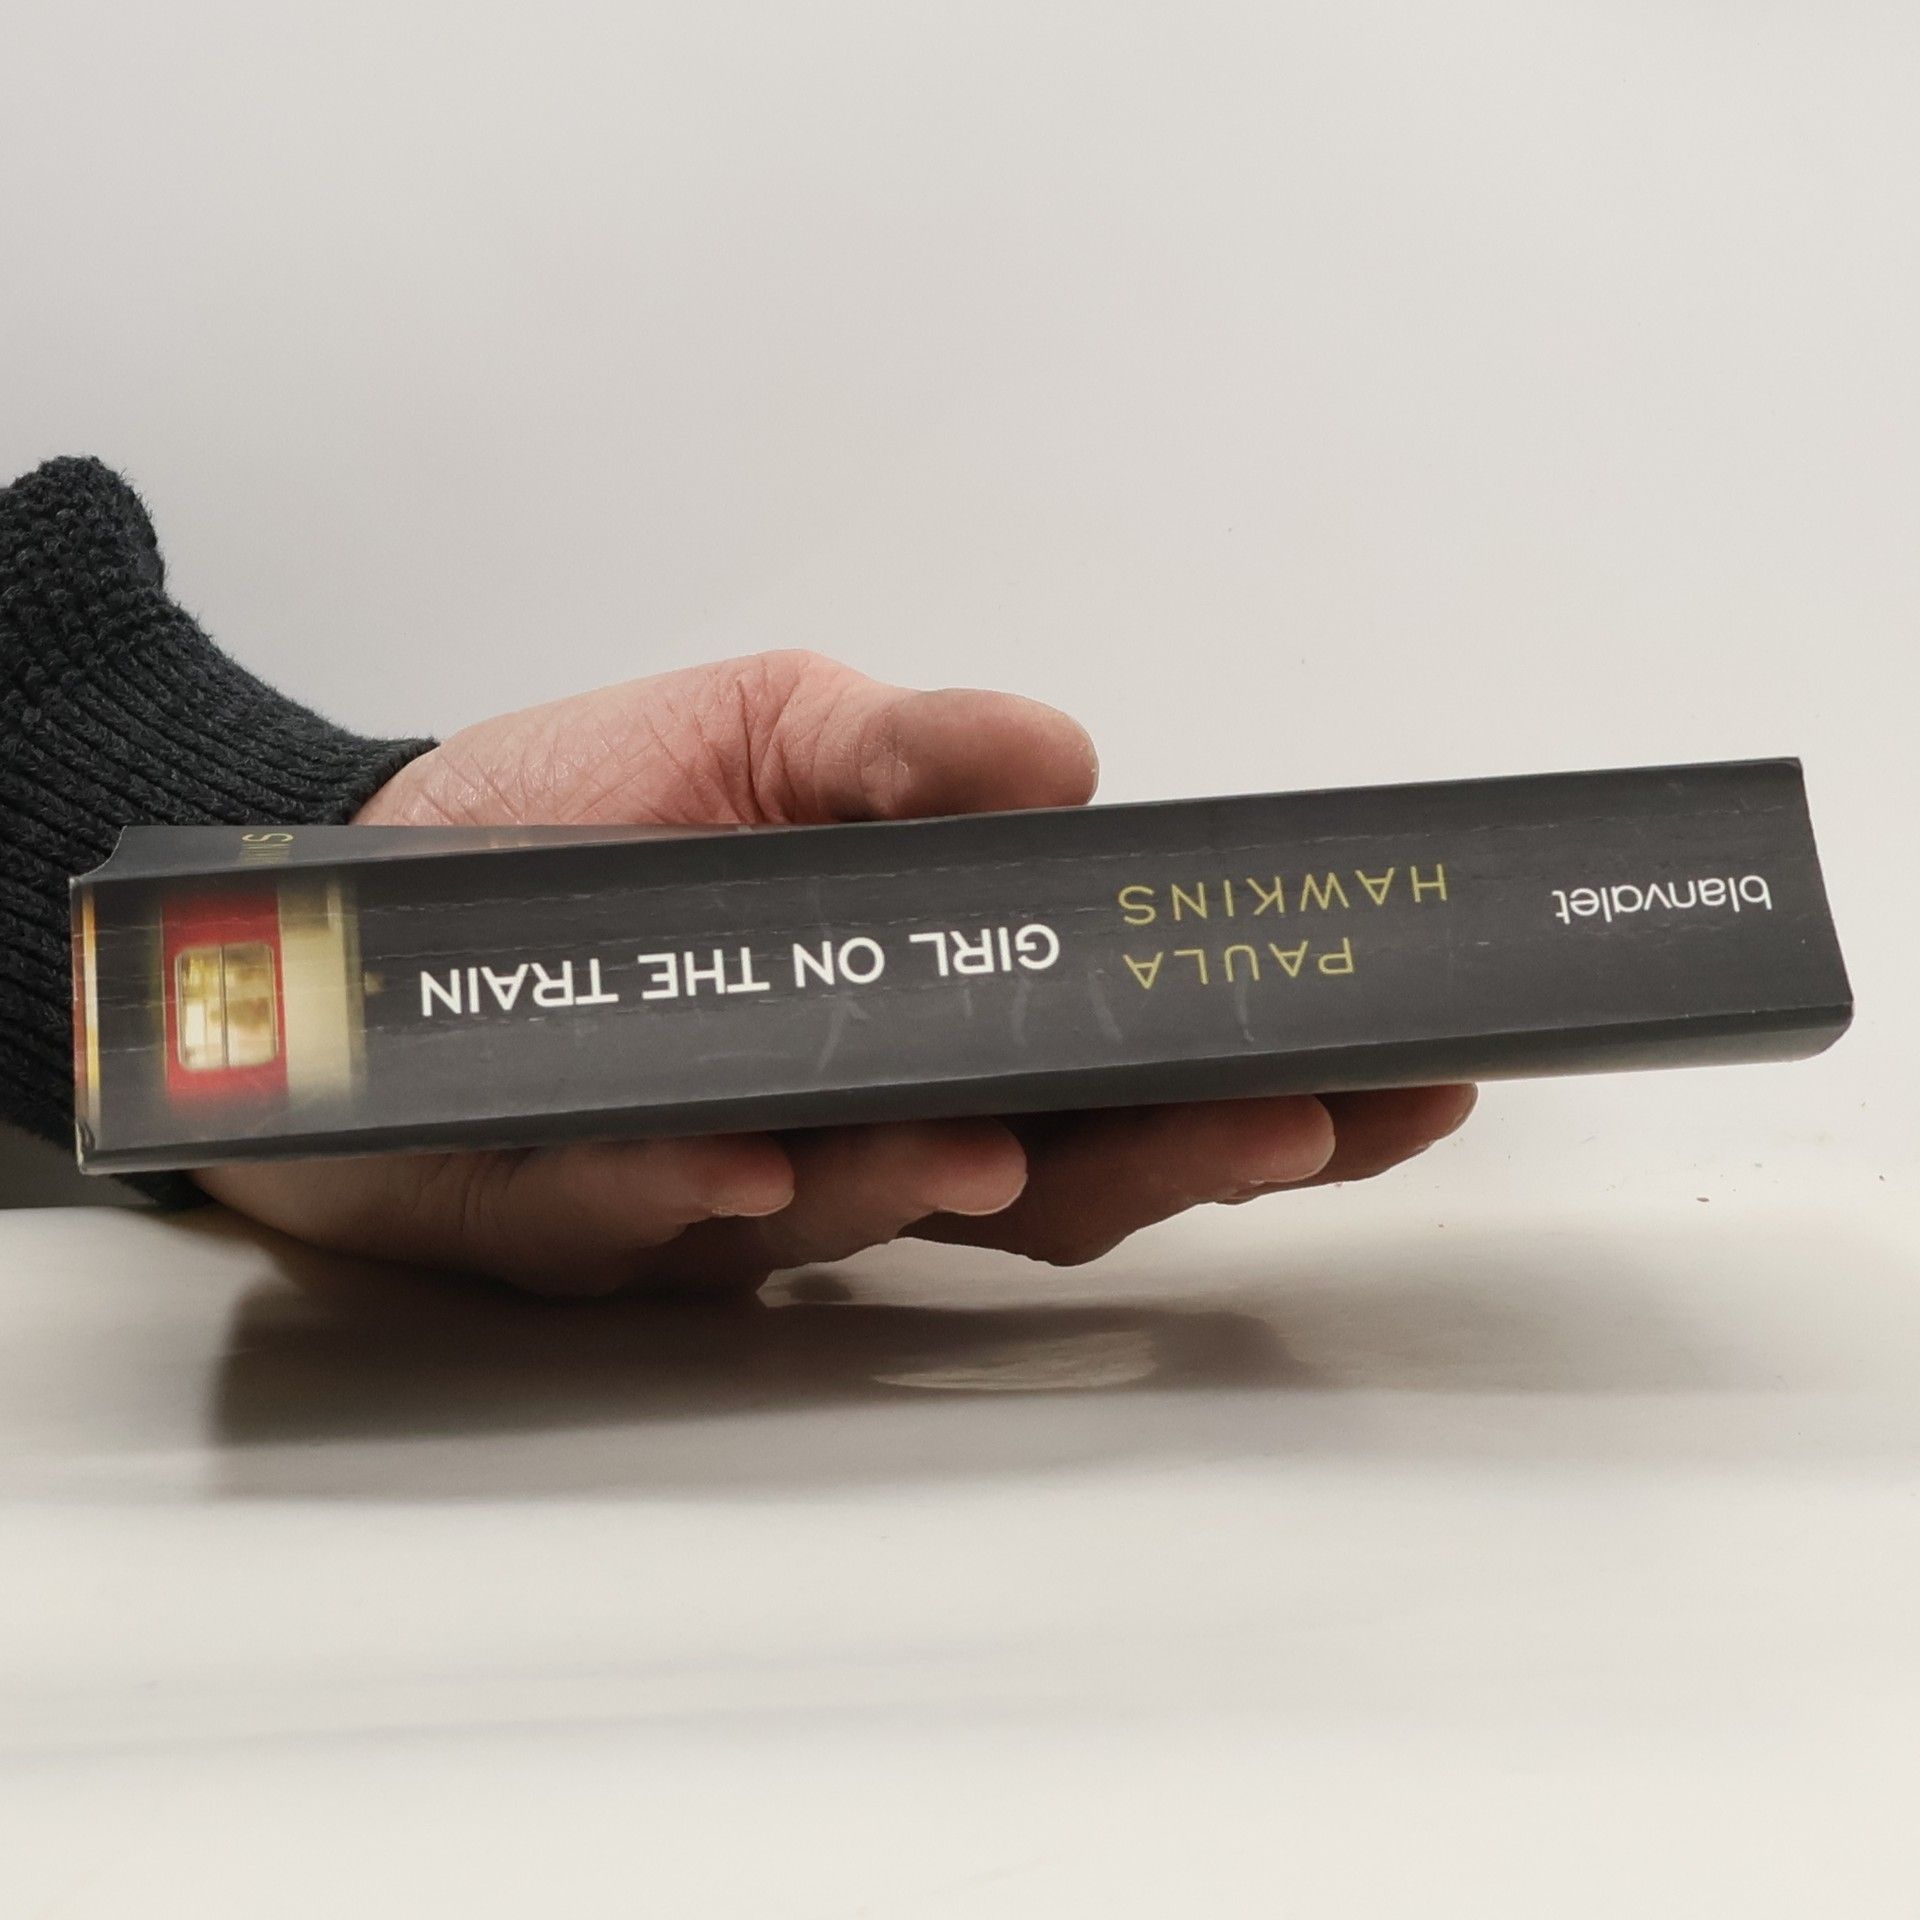 blanvalet
PAULA
HAWKINS
GIRL ON THE TRAIN